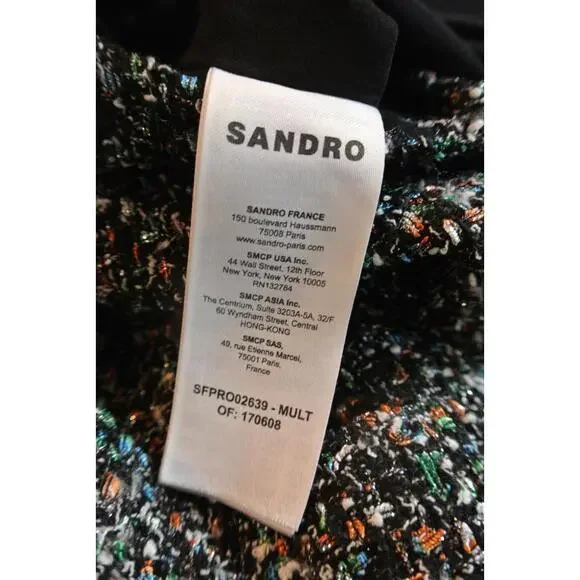 SANDRO
SANDRO FRANCE
150 boulevard Haussmann
75008 Paris
www.sandro-paris.com
SMCP USA Inc.
44 Wall Street, 12th Floor
New York, New York 10005
RN132784
SMCP ASIA Inc.
The Centrium, Suite 3203A-5A, 32/F
60 Wyndham Street, Central
HONG-KONG
SMCP SAS,
49, rue Etienne Marcel,
75001 Paris,
France
SFPRO02639 - MULT
OF: 170608